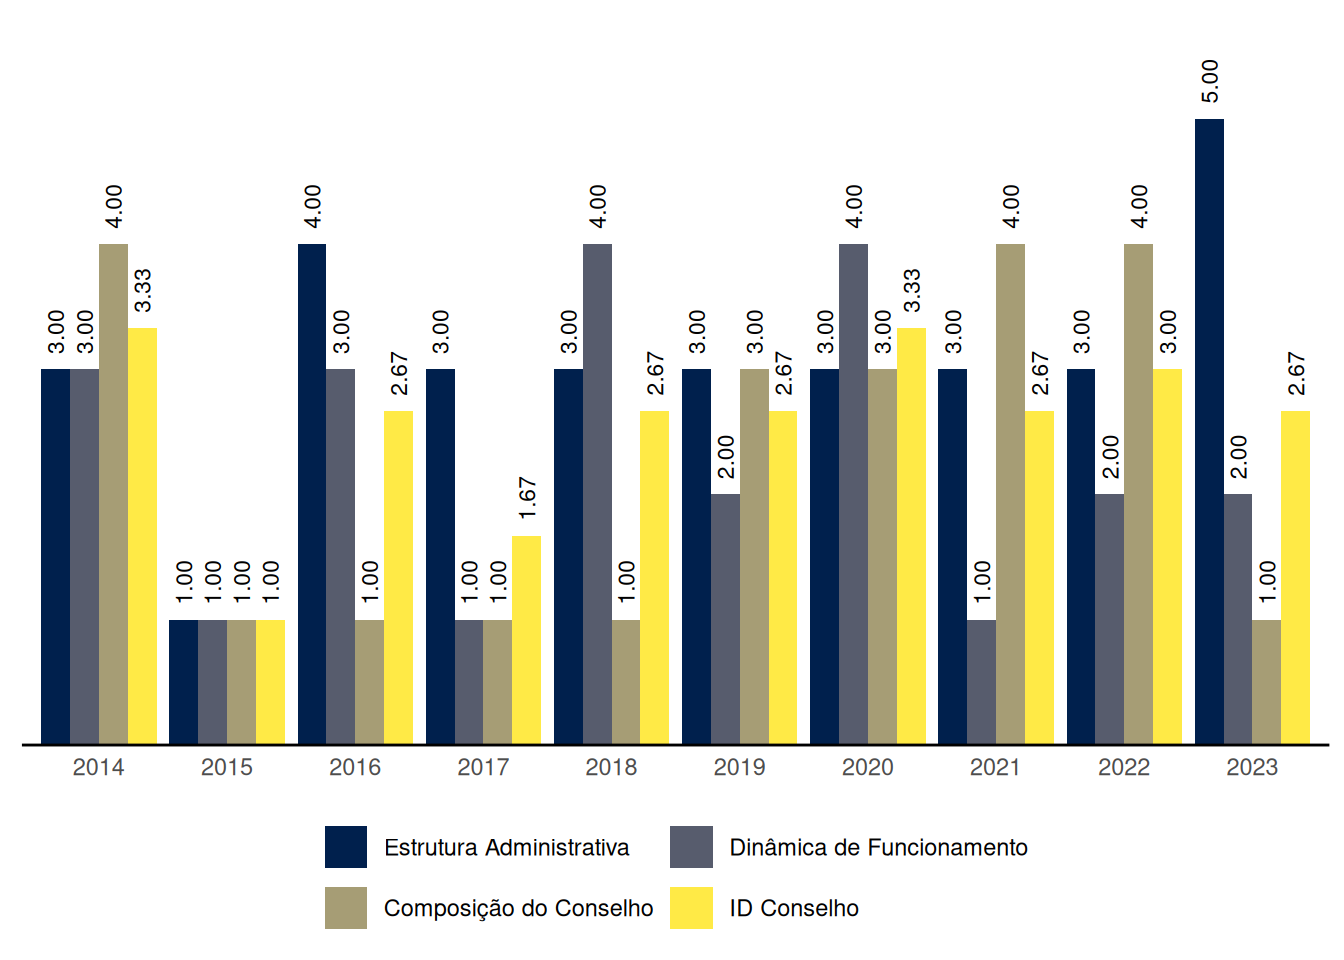 5.00
4.00 4.00 4.00 4.00 4.00 4.00
3.33 3.33
3.00 3.00 3.00 3.00 3.00 3.00 3.00 3.00 3.00 3.00 3.00 3.00
2.67 2.67 2.67 2.67 2.67
2.00 2.00 2.00
1.67
1.00 1.00 1.00 1.00 1.00 1.00 1.00 1.00 1.00 1.00
2014 2015 2016 2017 2018 2019 2020 2021 2022 2023
Estrutura Administrativa Dinâmica de Funcionamento
Composição do Conselho ID Conselho